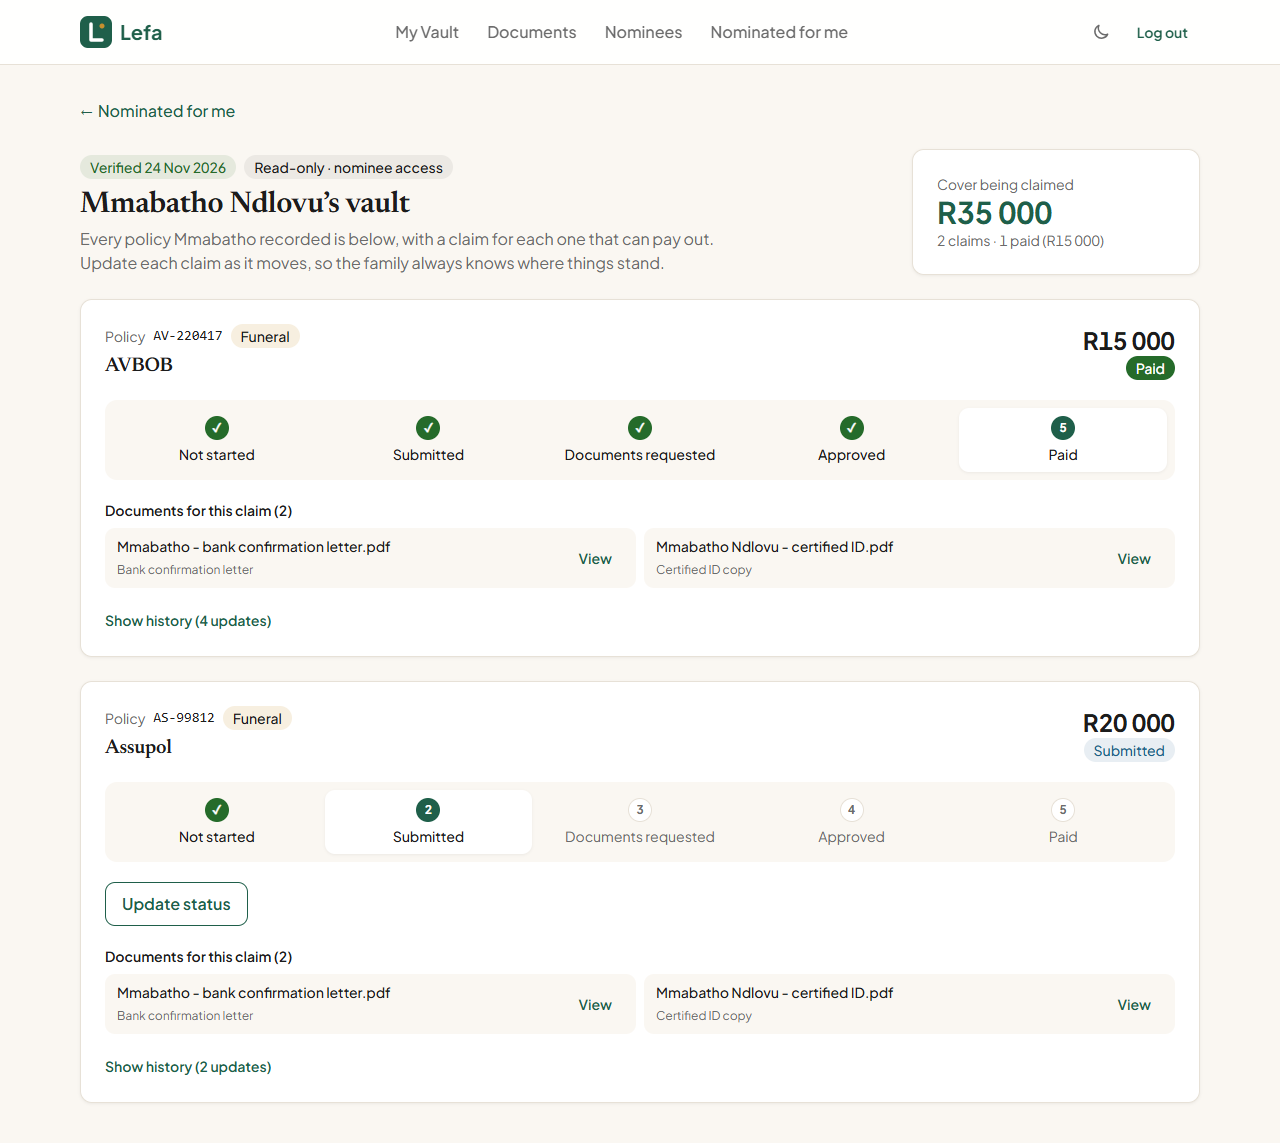 Lefa
My Vault
Documents
Nominees
Nominated for me
Log out
← Nominated for me
Verified 24 Nov 2026
Read-only · nominee access
Mmabatho Ndlovu’s vault
Every policy Mmabatho recorded is below, with a claim for each one that can pay out.
Update each claim as it moves, so the family always knows where things stand.
Cover being claimed
R35 000
2 claims · 1 paid (R15 000)
Policy AV-220417 Funeral
AVBOB
R15 000
Paid
✓ ✓ ✓ ✓ 5
Not started Submitted Documents requested Approved Paid
Documents for this claim (2)
Mmabatho - bank confirmation letter.pdf
Bank confirmation letter
View
Mmabatho Ndlovu - certified ID.pdf
Certified ID copy
View
Show history (4 updates)
Policy AS-99812 Funeral
Assupol
R20 000
Submitted
✓ 2 3 4 5
Not started Submitted Documents requested Approved Paid
Update status
Documents for this claim (2)
Mmabatho - bank confirmation letter.pdf
Bank confirmation letter
View
Mmabatho Ndlovu - certified ID.pdf
Certified ID copy
View
Show history (2 updates)